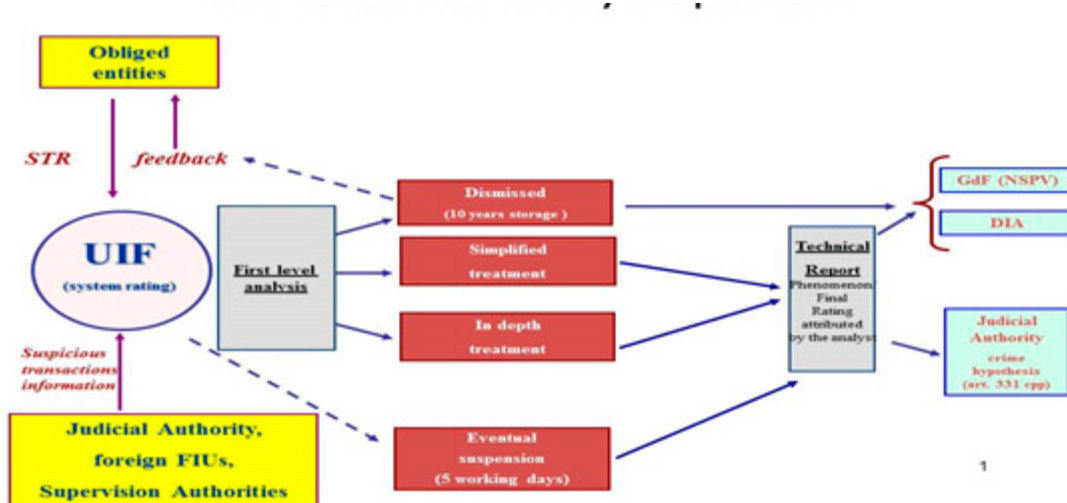 Obliged
entities
STR
feedback
UIF
(system rating)
Suspicious
transactions
information
Judicial Authority,
foreign FIUs,
Supervision Authorities
First level
analysis
Dismissed
(10 years storage )
Simplified
treatment
In depth
treatment
Eventual
suspension
(5 working days)
Technical
Report
Phenomenon
Final
Rating
attributed
by the analyst
GdF (NSPV)
DIA
Judicial
Authority
crime
hypothesis
(art. 331 cpp)
1